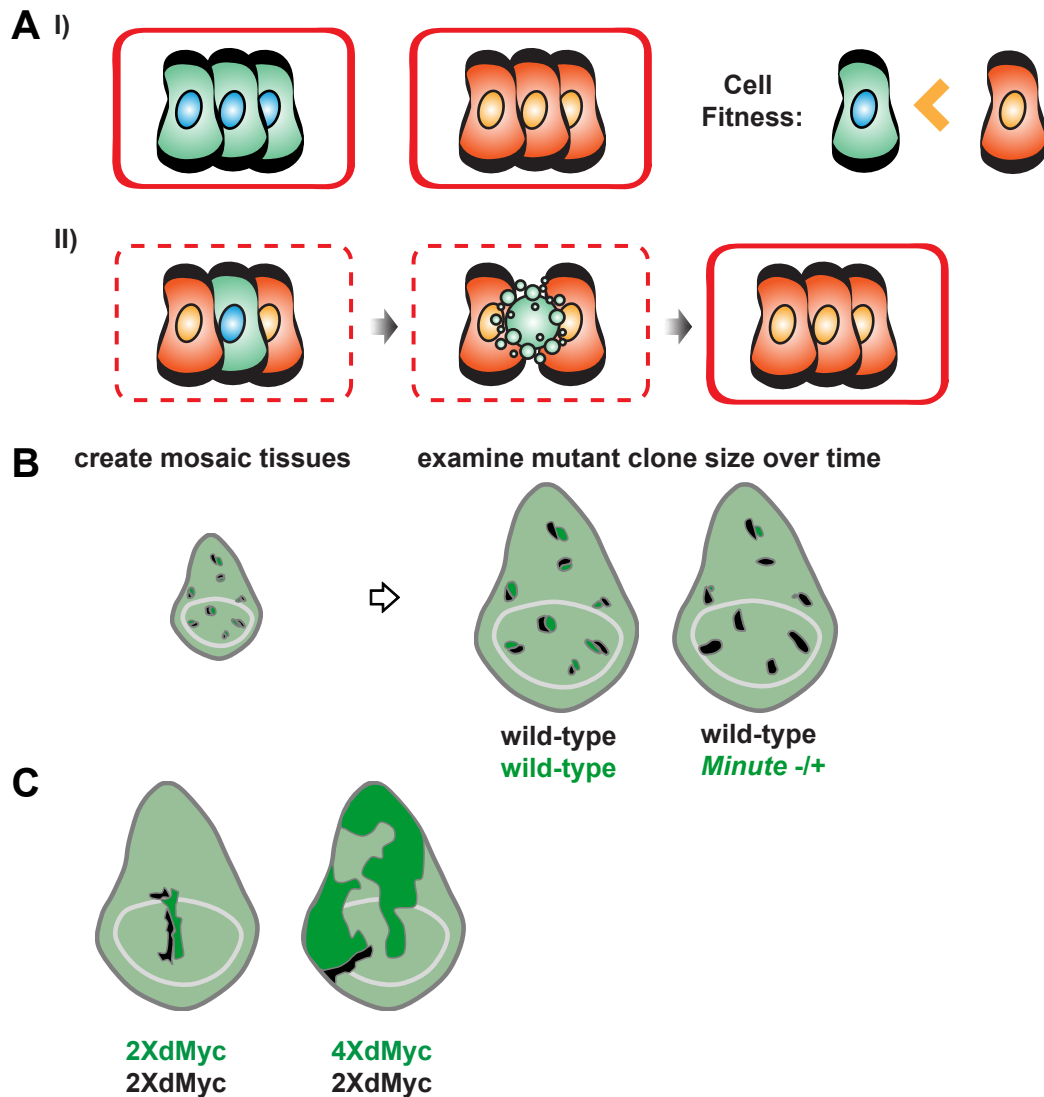 A
I)
Cell
Fitness:
II)
B
create mosaic tissues
examine mutant clone size over time
wild-type
wild-type
wild-type
Minute -/+
C
2XdMyc
2XdMyc
4XdMyc
2XdMyc